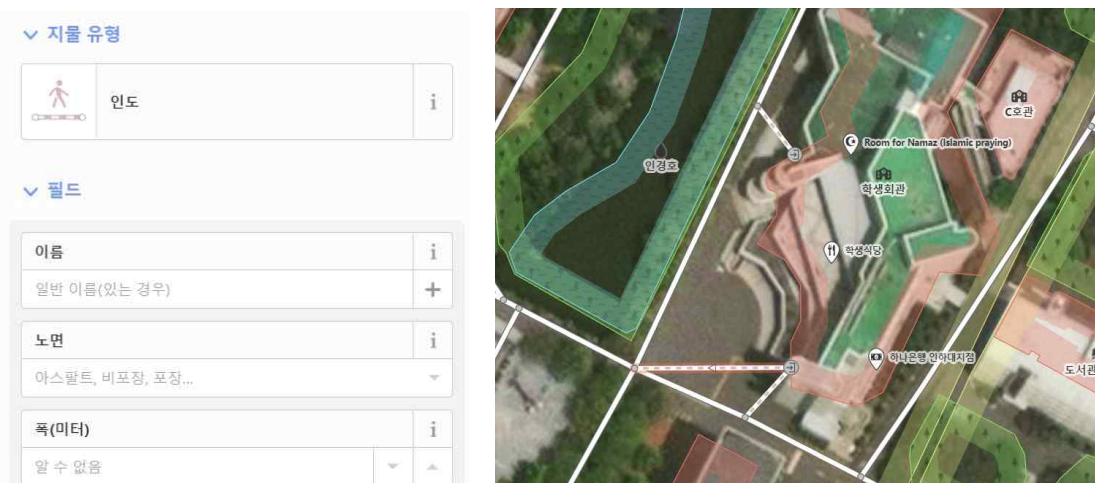 지물 유형
인도
i
필드
이름
i
일반 이름(있는 경우)
+
노면
i
아스팔트, 비포장, 포장...
폭(미터)
i
알 수 없음
C호관
Room for Namaz (Islamic praying)
인경호
학생회관
학생식당
하나은행 인하대지점
도서관